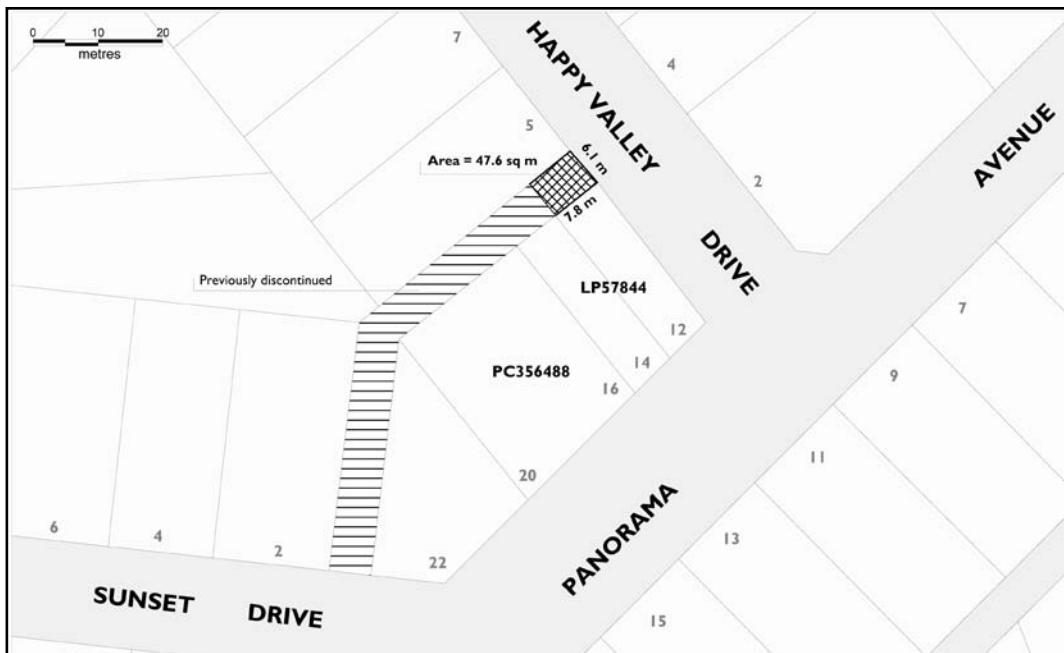 0 10 20
metres
7
HAPPY VALLEY
DRIVE
4
AVENUE
5
Area = 47.6 sq m
6.1 m
7.8 m
2
Previously discontinued
LP57844
12
14
16
PC356488
7
9
11
20
PANORAMA
13
6
4
2
22
SUNSET DRIVE
15